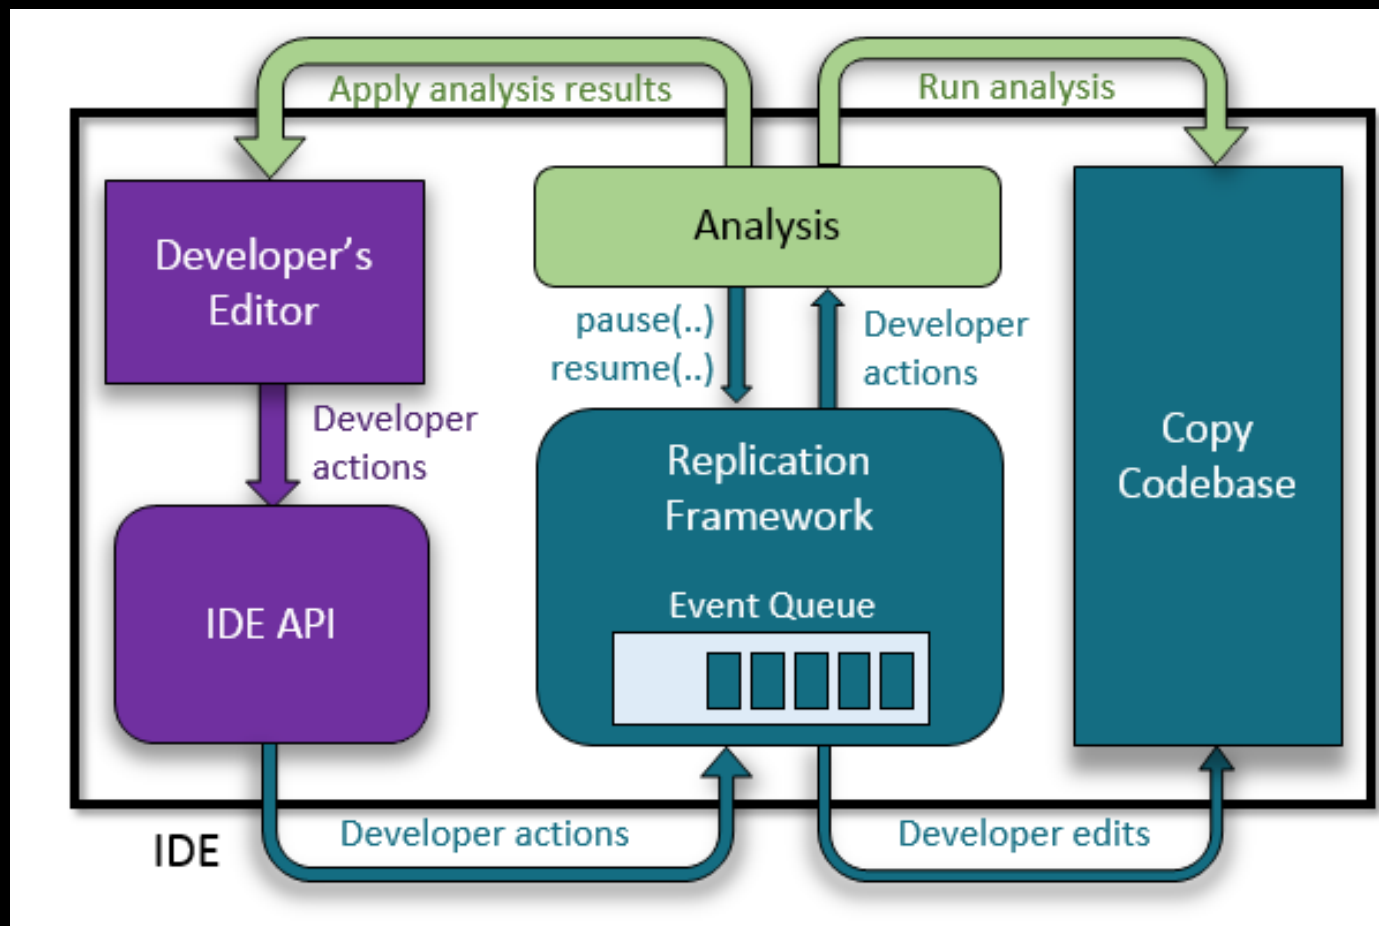 Apply analysis results
Run analysis
Developer's
Editor
Analysis
pause(..)
resume(..)
Developer
actions
Developer
actions
Replication
Framework
Copy
Codebase
IDE API
Event Queue
Developer actions
Developer edits
IDE